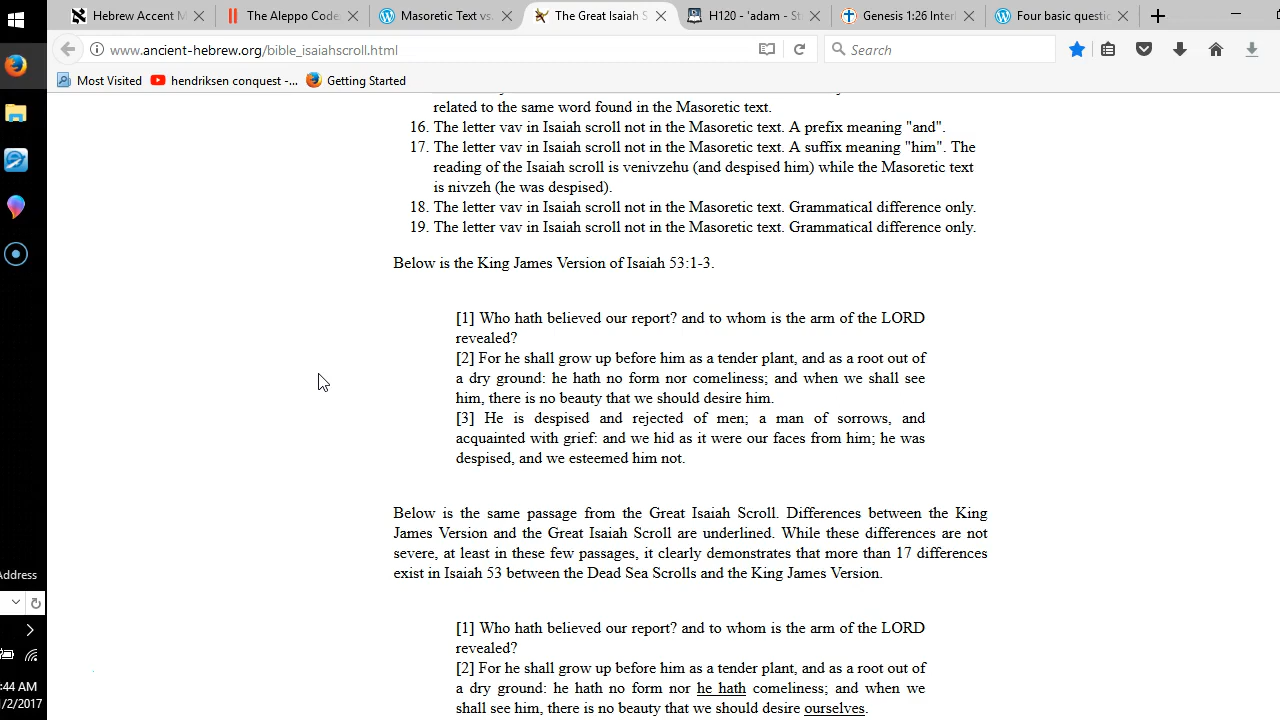 Hebrew Accent M
The Aleppo Code
Masoretic Text vs.
The Great Isaiah S
H120 - 'adam - St
Genesis 1:26 Inter
Four basic questio
www.ancient-hebrew.org/bible_isaiahscroll.html
Search
Most Visited
hendriksen conquest -...
Getting Started
related to the same word found in the Masoretic text.
16. The letter vav in Isaiah scroll not in the Masoretic text. A prefix meaning "and".
17. The letter vav in Isaiah scroll not in the Masoretic text. A suffix meaning "him". The
reading of the Isaiah scroll is venivzehu (and despised him) while the Masoretic text
is nivzeh (he was despised).
18. The letter vav in Isaiah scroll not in the Masoretic text. Grammatical difference only.
19. The letter vav in Isaiah scroll not in the Masoretic text. Grammatical difference only.
Below is the King James Version of Isaiah 53:1-3.
[1] Who hath believed our report? and to whom is the arm of the LORD
revealed?
[2] For he shall grow up before him as a tender plant, and as a root out of
a dry ground: he hath no form nor comeliness; and when we shall see
him, there is no beauty that we should desire him.
[3] He is despised and rejected of men; a man of sorrows, and
acquainted with grief: and we hid as it were our faces from him; he was
despised, and we esteemed him not.
Below is the same passage from the Great Isaiah Scroll. Differences between the King
James Version and the Great Isaiah Scroll are underlined. While these differences are not
severe, at least in these few passages, it clearly demonstrates that more than 17 differences
exist in Isaiah 53 between the Dead Sea Scrolls and the King James Version.
[1] Who hath believed our report? and to whom is the arm of the LORD
revealed?
[2] For he shall grow up before him as a tender plant, and as a root out of
a dry ground: he hath no form nor he hath comeliness; and when we
shall see him, there is no beauty that we should desire ourselves.
Address
:44 AM
1/2/2017